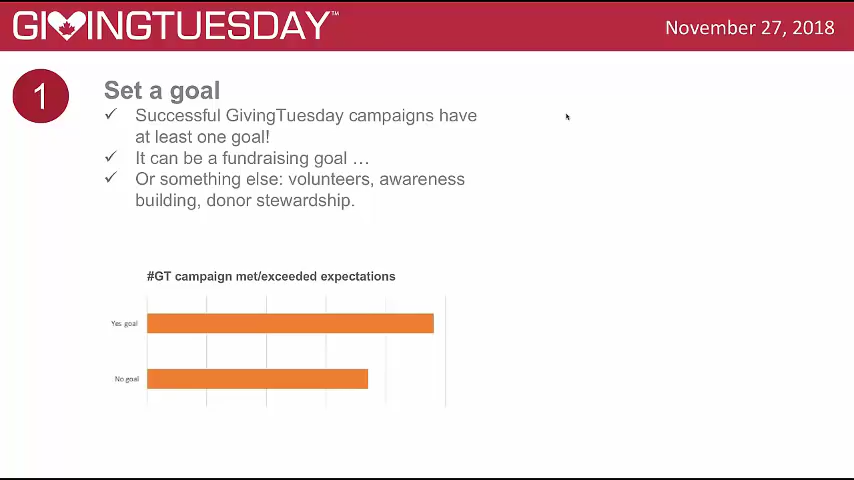 GIVINGTUESDAY™
November 27, 2018
1
Set a goal
✓ Successful GivingTuesday campaigns have
at least one goal!
✓ It can be a fundraising goal …
✓ Or something else: volunteers, awareness
building, donor stewardship.
#GT campaign met/exceeded expectations
Yes goal
No goal